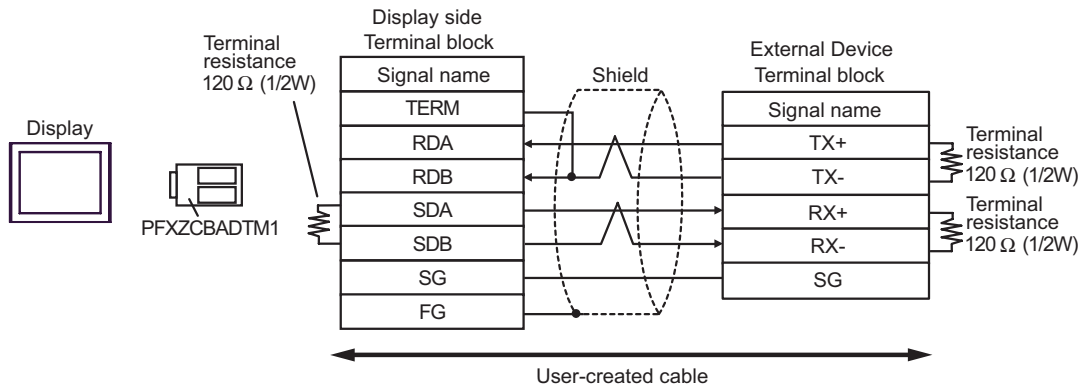 Display side
Terminal block
Terminal
resistance
120 Ω (1/2W)
Signal name
TERM
RDA
RDB
SDA
SDB
SG
FG
Shield
External Device
Terminal block
Signal name
TX+
TX-
RX+
RX-
SG
Terminal
resistance
120 Ω (1/2W)
Terminal
resistance
120 Ω (1/2W)
Display
PFXZCBADTM1
User-created cable